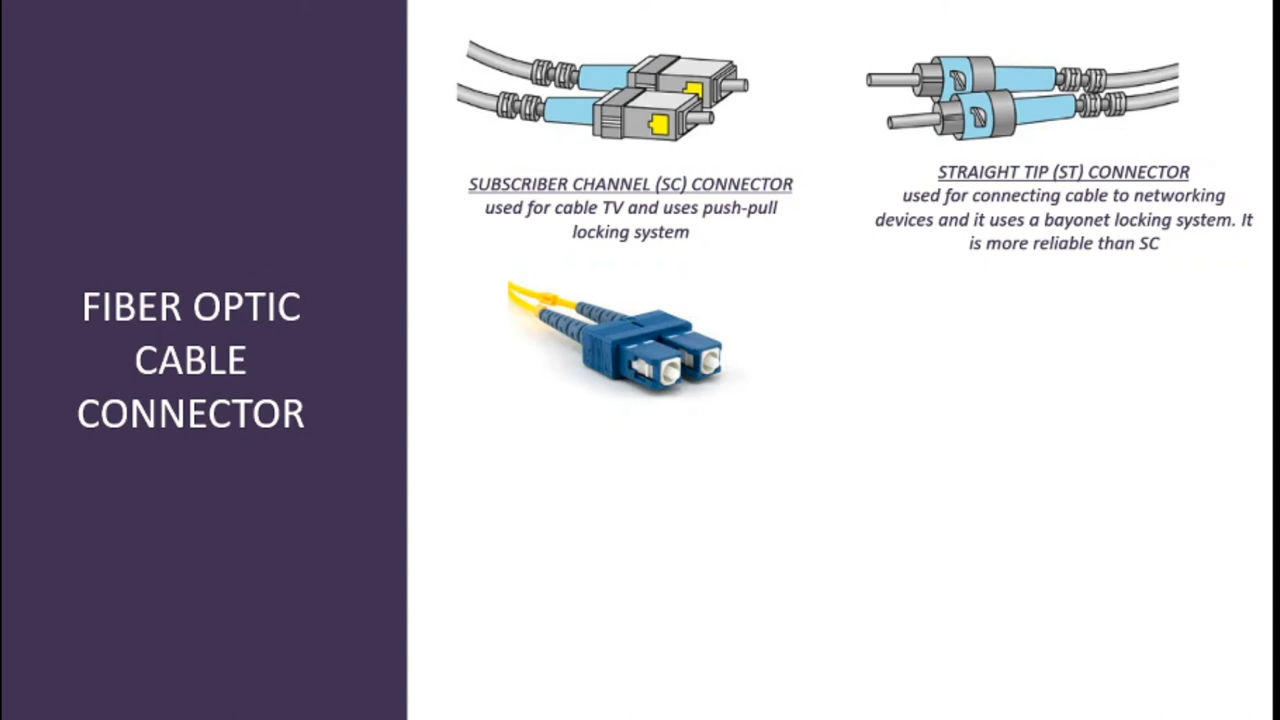 FIBER OPTIC
CABLE
CONNECTOR
SUBSCRIBER CHANNEL (SC) CONNECTOR
used for cable TV and uses push-pull
locking system
STRAIGHT TIP (ST) CONNECTOR
used for connecting cable to networking
devices and it uses a bayonet locking system. It
is more reliable than SC